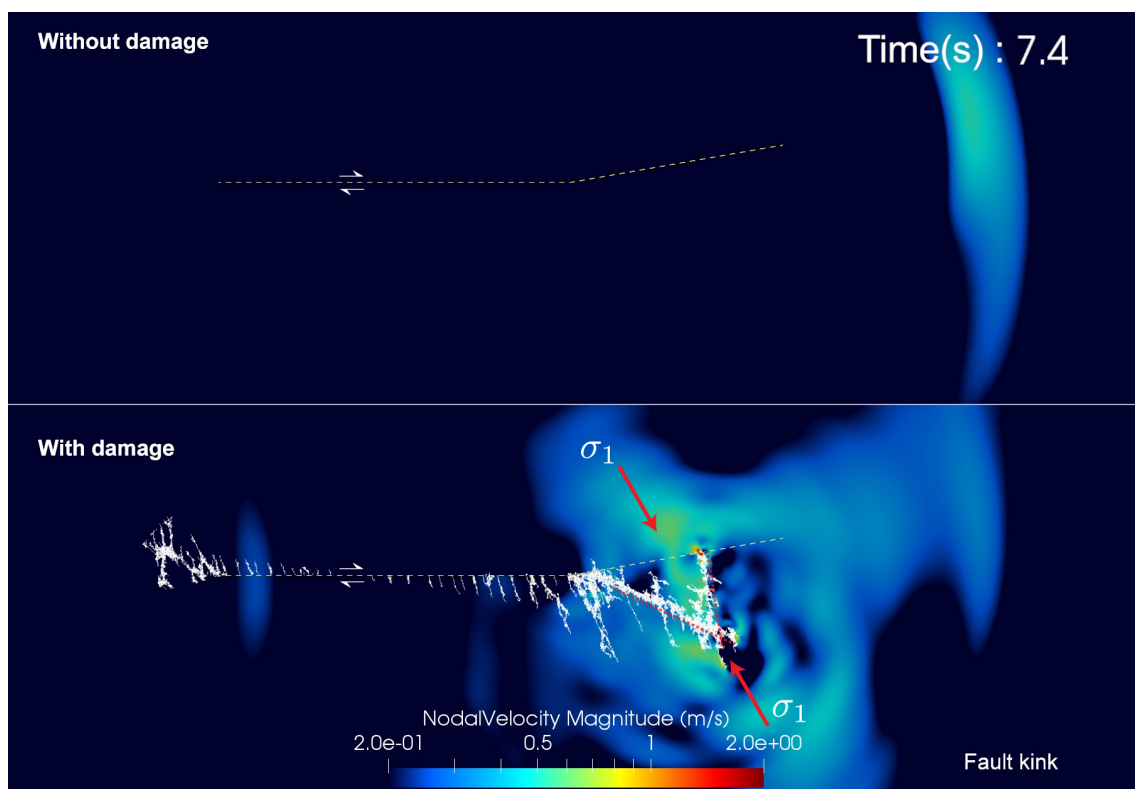 Without damage
Time(s) : 7.4
With damage
σ1
σ1
NodalVelocity Magnitude (m/s)
2.0e-01 0.5 1 2.0e+00
Fault kink